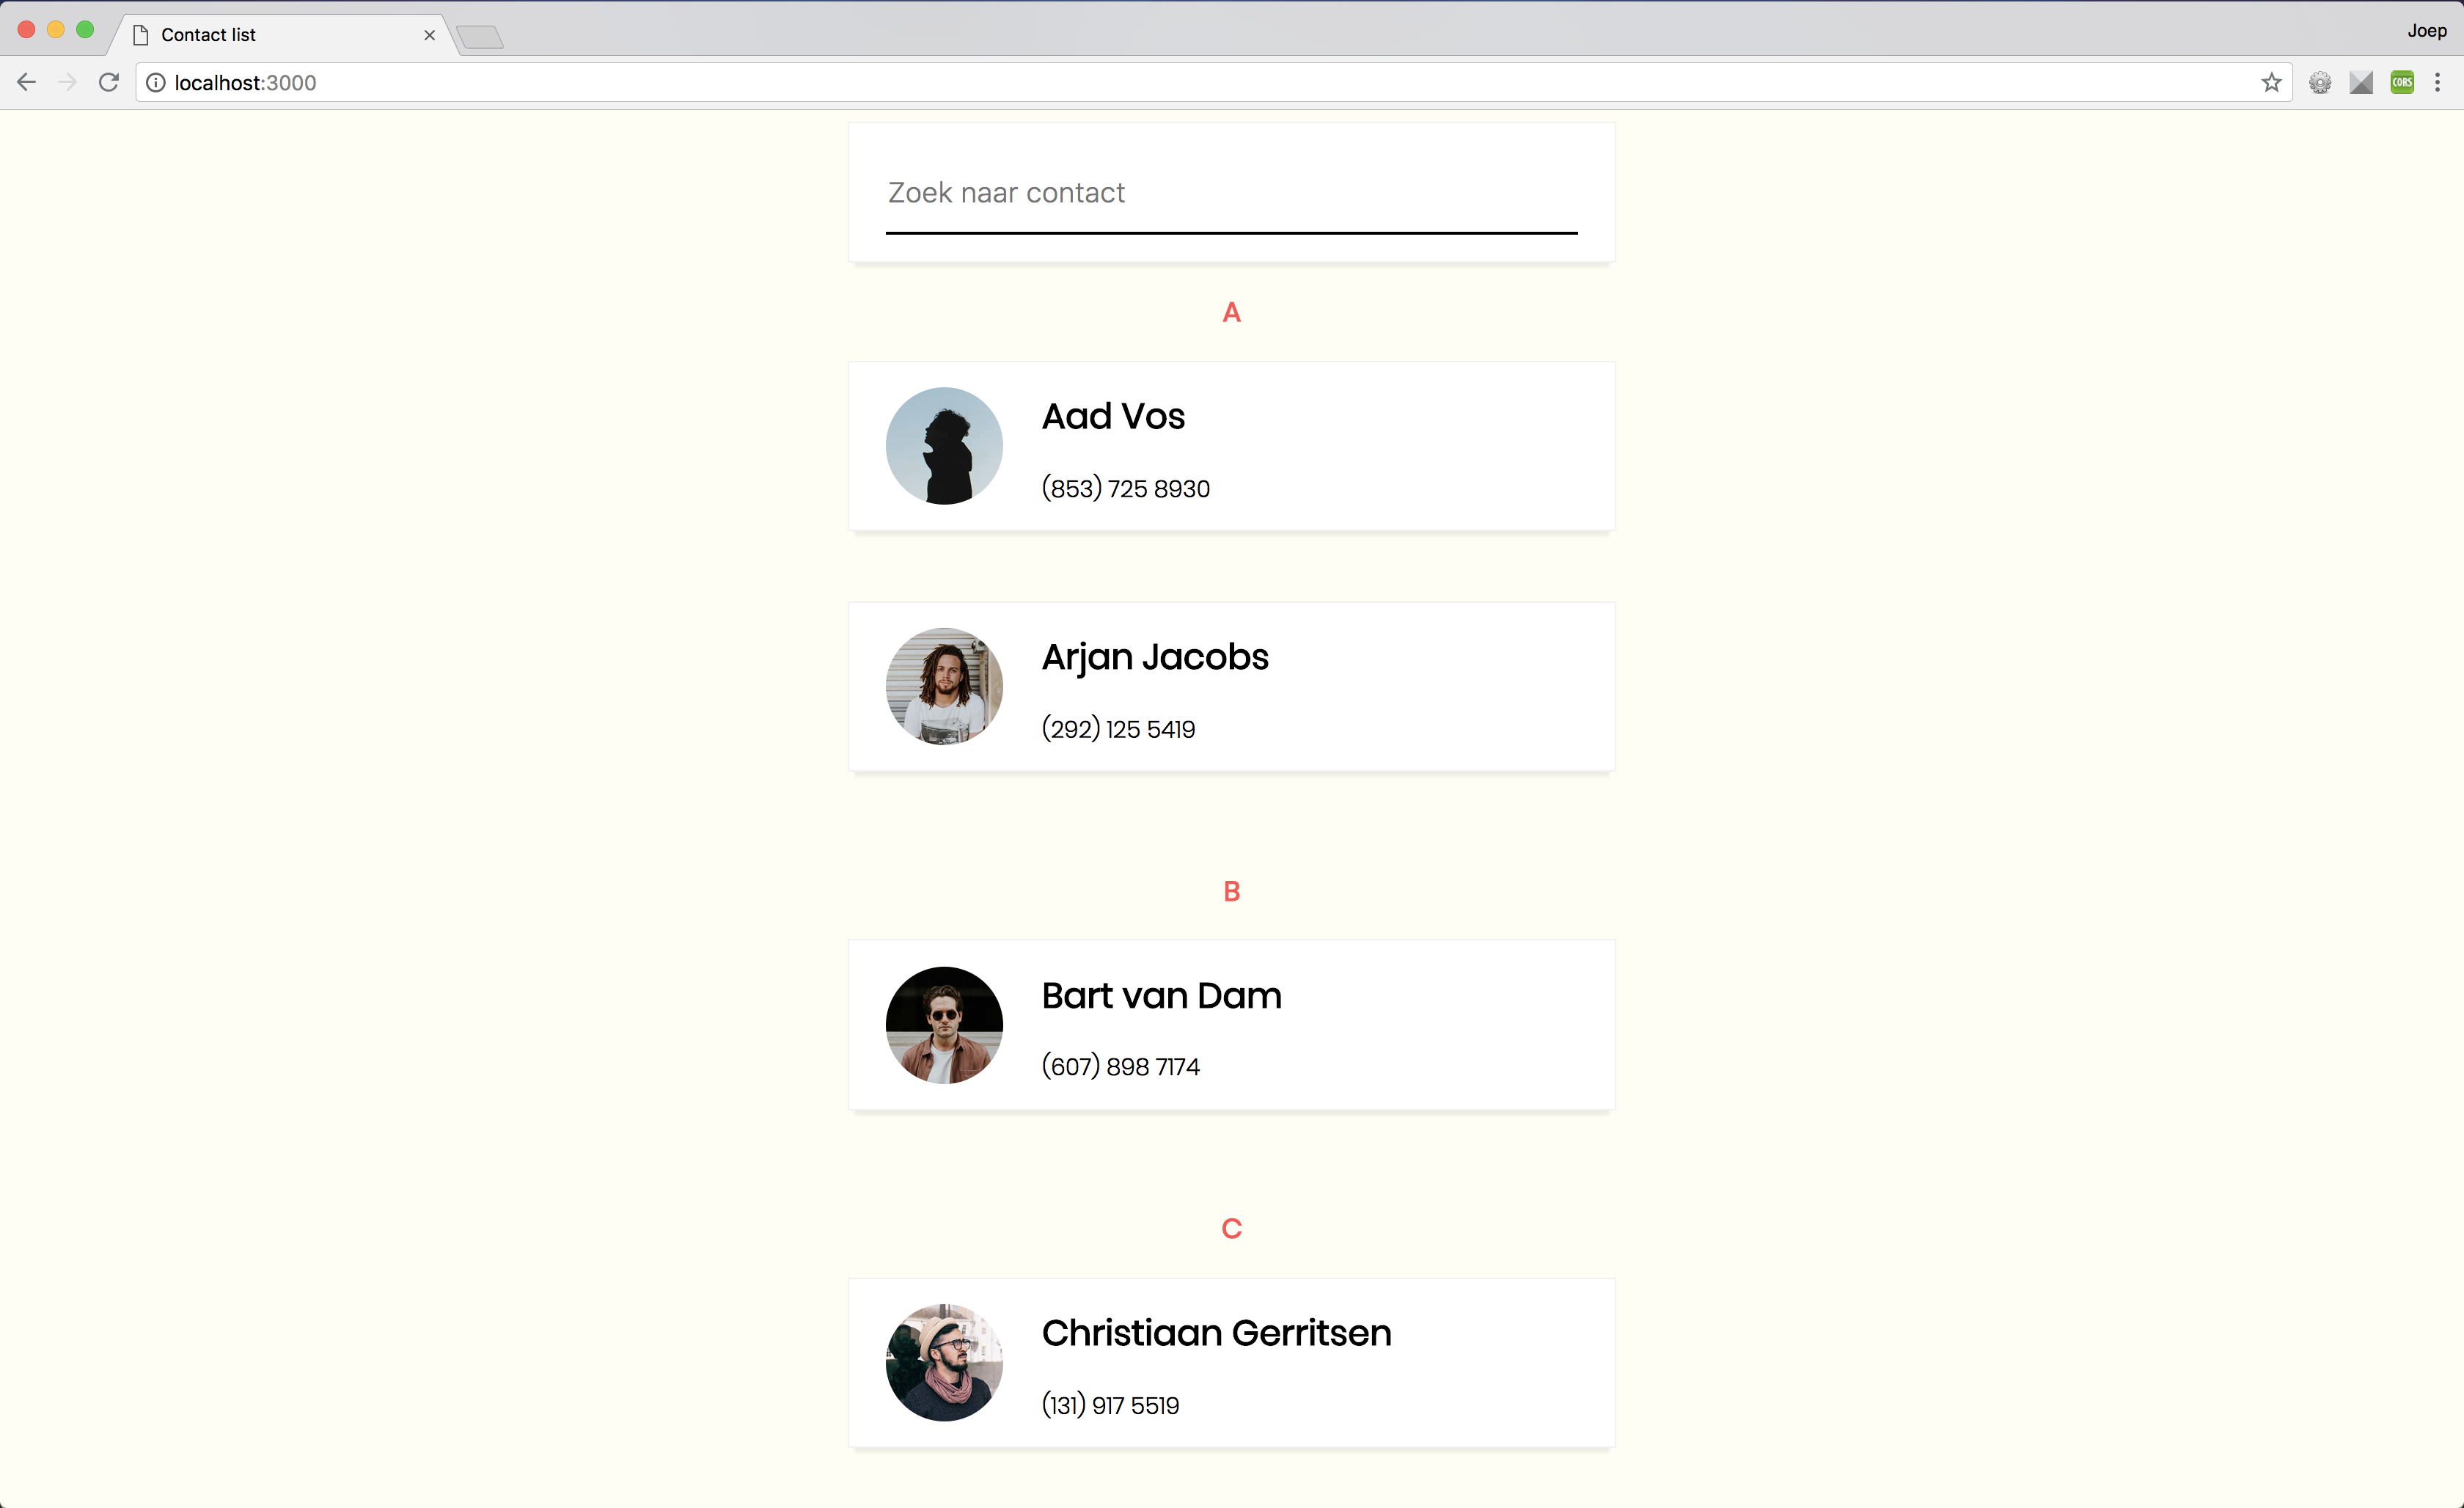 Contact list
Joep
localhost:3000
CORS
Zoek naar contact
A
Aad Vos
(853) 725 8930
Arjan Jacobs
(292) 125 5419
B
Bart van Dam
(607) 898 7174
C
Christiaan Gerritsen
(131) 917 5519